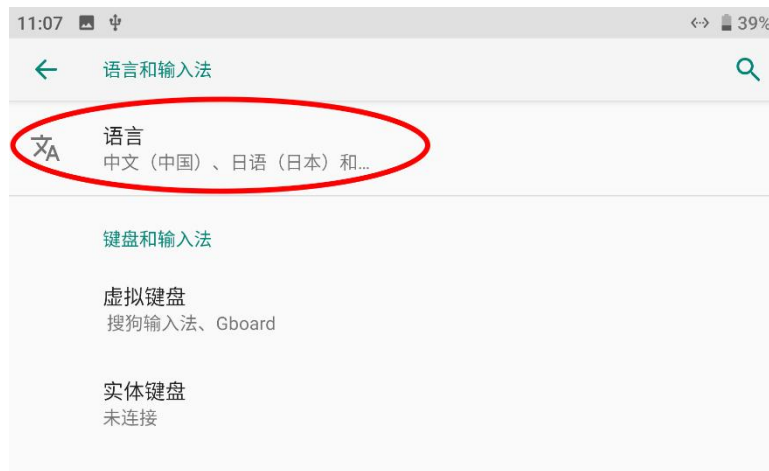 11:07 39%
语言和输入法
语言
中文（中国）、日语（日本）和...
键盘和输入法
虚拟键盘
搜狗输入法、Gboard
实体键盘
未连接